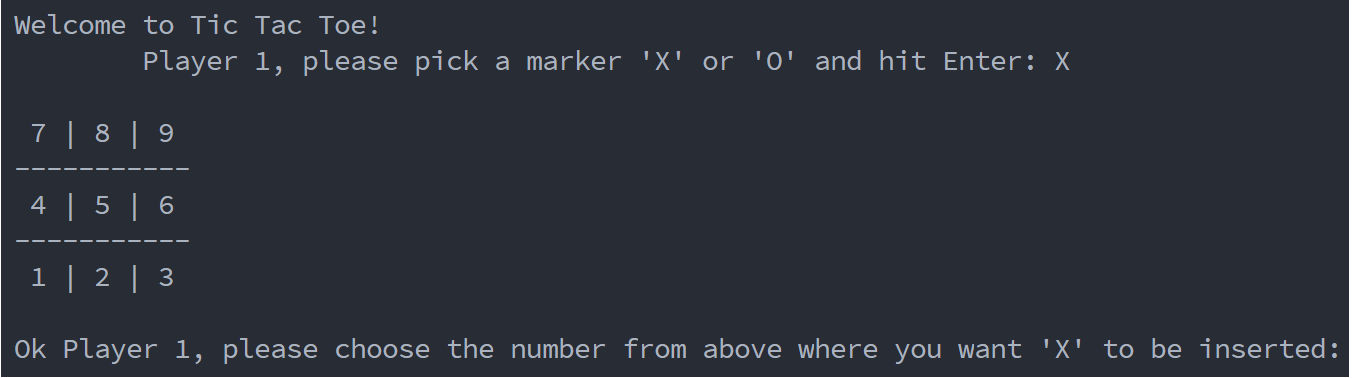 Welcome to Tic Tac Toe!
        Player 1, please pick a marker 'X' or 'O' and hit Enter: X

 7 | 8 | 9
-----------
 4 | 5 | 6
-----------
 1 | 2 | 3

Ok Player 1, please choose the number from above where you want 'X' to be inserted: